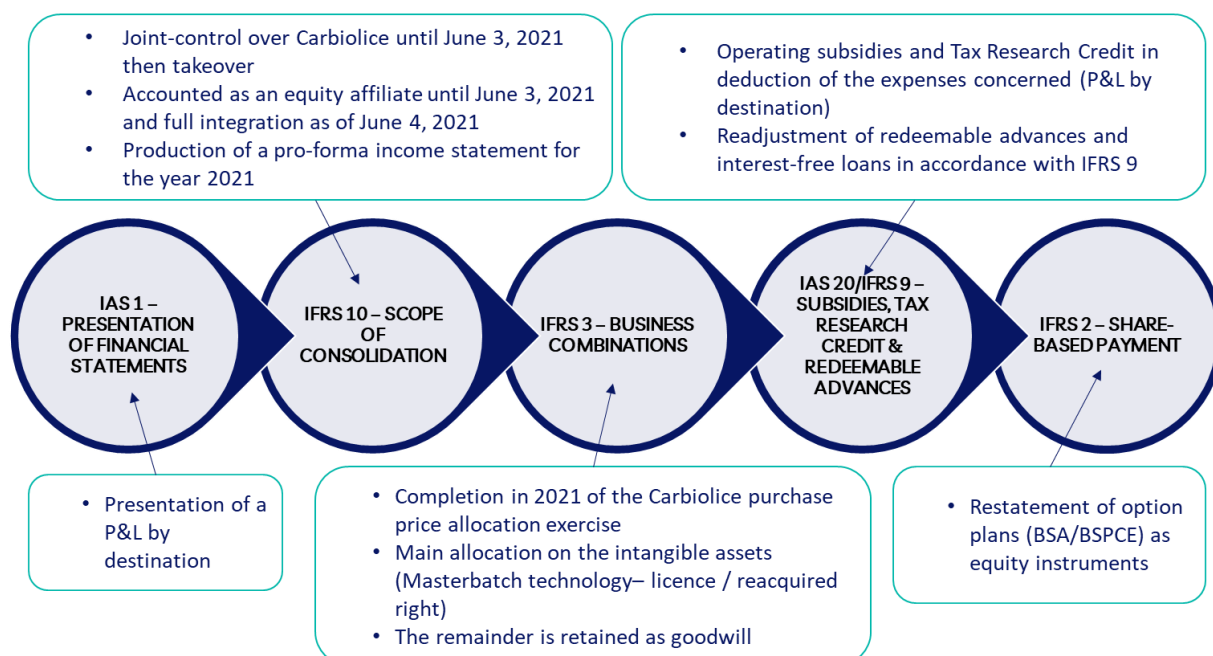 • Joint-control over Carbiolice until June 3, 2021
then takeover
• Accounted as an equity affiliate until June 3, 2021
and full integration as of June 4, 2021
• Production of a pro-forma income statement for
the year 2021
• Operating subsidies and Tax Research Credit in
deduction of the expenses concerned (P&L by
destination)
• Readjustment of redeemable advances and
interest-free loans in accordance with IFRS 9
IAS 1 –
PRESENTATION
OF FINANCIAL
STATEMENTS
IFRS 10 – SCOPE
OF
CONSOLIDATION
IFRS 3 – BUSINESS
COMBINATIONS
IAS 20/IFRS 9 –
SUBSIDIES, TAX
RESEARCH
CREDIT &
REDEEMABLE
ADVANCES
IFRS 2 – SHARE-
BASED PAYMENT
• Presentation of a
P&L by
destination
• Completion in 2021 of the Carbiolice purchase
price allocation exercise
• Main allocation on the intangible assets
(Masterbatch technology– licence / reacquired
right)
• The remainder is retained as goodwill
• Restatement of option
plans (BSA/BSPCE) as
equity instruments